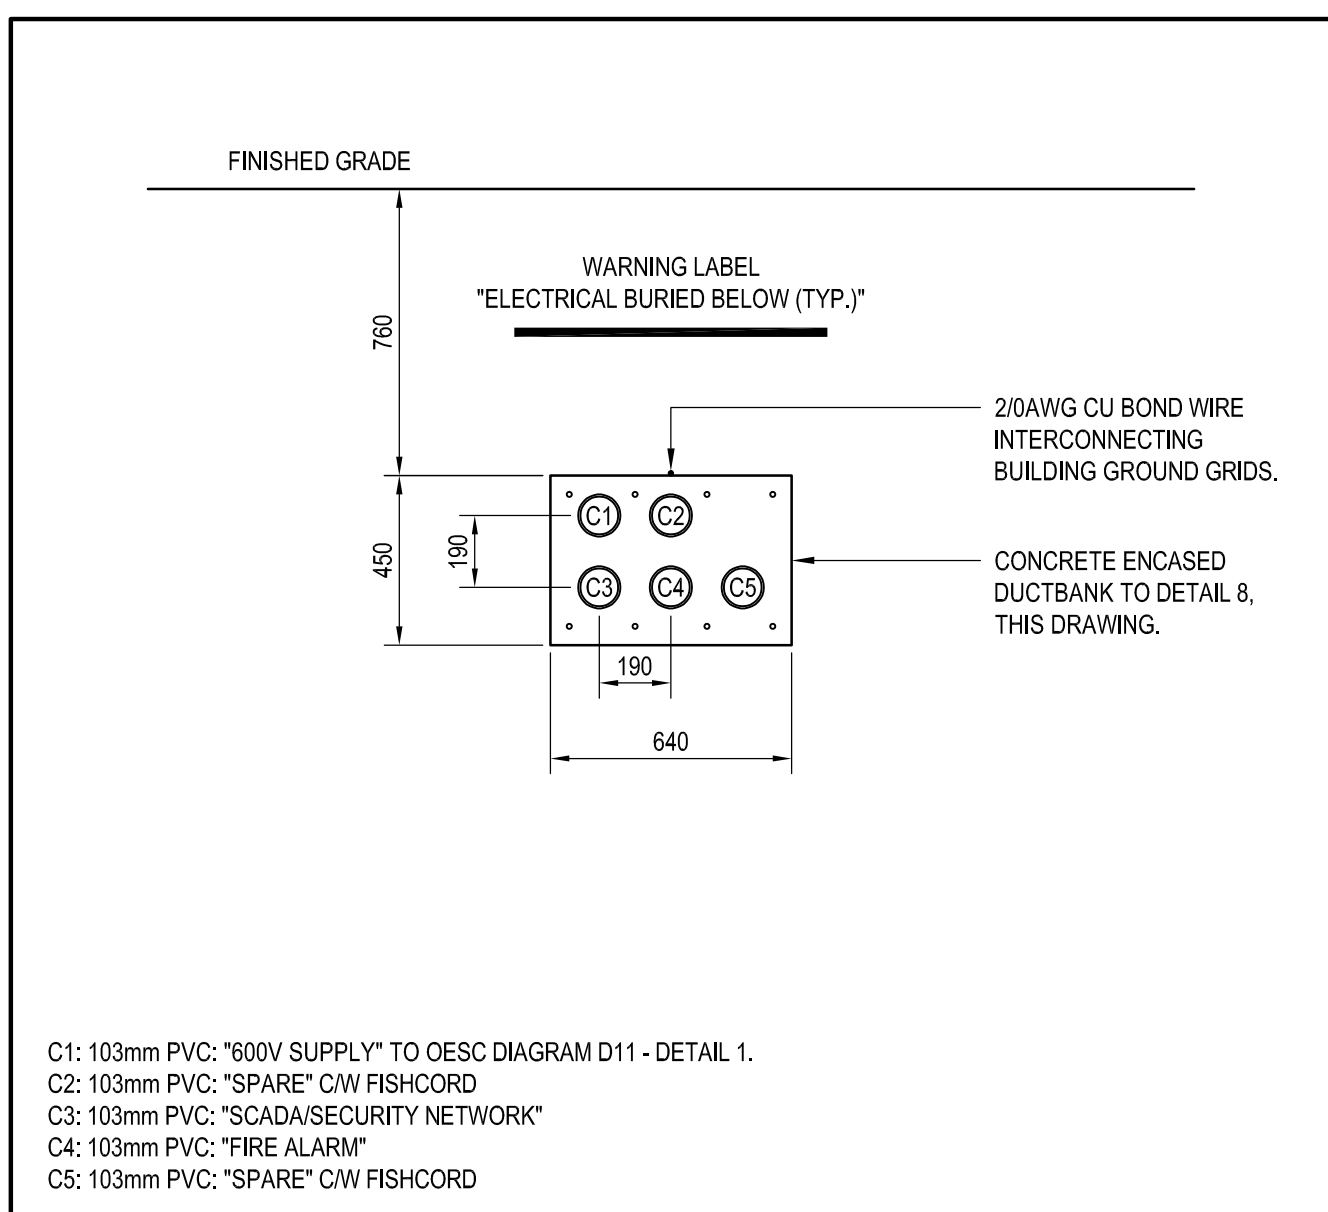 FINISHED GRADE
WARNING LABEL
"ELECTRICAL BURIED BELOW (TYP.)"
760
2/0AWG CU BOND WIRE
INTERCONNECTING
BUILDING GROUND GRIDS.
C1 C2
450
190
CONCRETE ENCASED
DUCTBANK TO DETAIL 8,
THIS DRAWING.
C3 C4 C5
190
640
C1: 103mm PVC: "600V SUPPLY" TO OESC DIAGRAM D11 - DETAIL 1.
C2: 103mm PVC: "SPARE" C/W FISHCORD
C3: 103mm PVC: "SCADA/SECURITY NETWORK"
C4: 103mm PVC: "FIRE ALARM"
C5: 103mm PVC: "SPARE" C/W FISHCORD